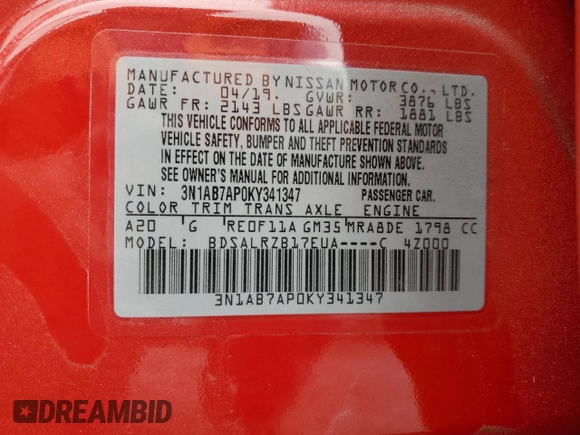 MANUFACTURED BY NISSAN MOTOR CO., LTD.
DATE: 04/19. GVWR: 3876 LBS
GAWR FR: 2143 LBS GAWR RR: 1881 LBS
THIS VEHICLE CONFORMS TO ALL APPLICABLE FEDERAL MOTOR
VEHICLE SAFETY, BUMPER AND THEFT PREVENTION STANDARDS
IN EFFECT ON THE DATE OF MANUFACTURE SHOWN ABOVE.
SEE OWNER'S MANUAL FOR ADDITIONAL INFORMATION.
VIN: 3N1AB7AP0KY341347 PASSENGER CAR.
COLOR TRIM TRANS AXLE ENGINE
A20 G RE0F11A GM35 MRA8DE 1798 CC
MODEL: BDSALRZB17EUA----C 4Z000
3N1AB7AP0KY341347
DREAMBID